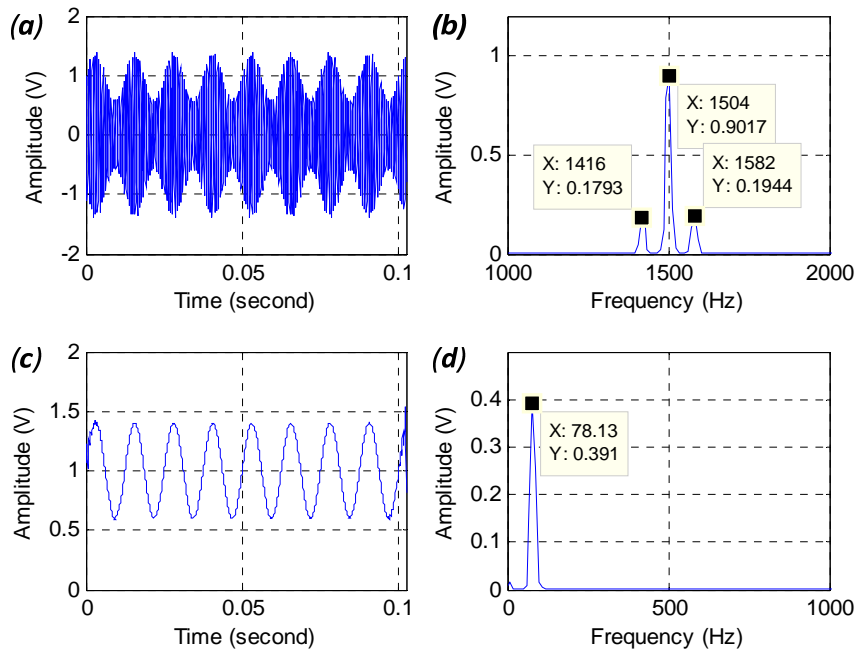 (a)
2
1
0
-1
-2
Amplitude (V)
0
0.05
0.1
Time (second)
(b)
1
0.5
0
Amplitude (V)
X: 1504
Y: 0.9017
X: 1416
Y: 0.1793
X: 1582
Y: 0.1944
1000
1500
2000
Frequency (Hz)
(c)
2
1.5
1
0.5
0
Amplitude (V)
0
0.05
0.1
Time (second)
(d)
0.4
0.3
0.2
0.1
0
Amplitude (V)
X: 78.13
Y: 0.391
0
500
1000
Frequency (Hz)